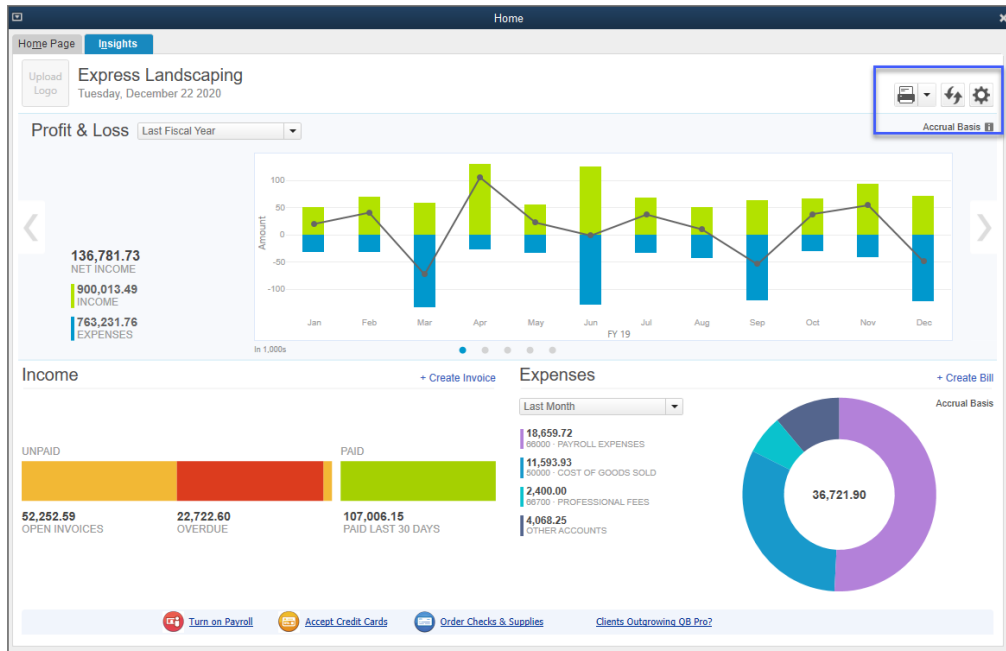 Home
Home Page
Insights
Upload
Logo
Express Landscaping
Tuesday, December 22 2020
Profit & Loss
Last Fiscal Year
Accrual Basis
136,781.73
NET INCOME
900,013.49
INCOME
763,231.76
EXPENSES
Amount
100
50
0
-50
-100
Jan Feb Mar Apr May Jun Jul Aug Sep Oct Nov Dec
FY 19
In 1,000s
Income
+ Create Invoice
UNPAID
PAID
52,252.59
OPEN INVOICES
22,722.60
OVERDUE
107,006.15
PAID LAST 30 DAYS
Expenses
+ Create Bill
Last Month
Accrual Basis
18,659.72
66000 · PAYROLL EXPENSES
11,593.93
50000 · COST OF GOODS SOLD
2,400.00
66700 · PROFESSIONAL FEES
4,068.25
OTHER ACCOUNTS
36,721.90
Turn on Payroll
Accept Credit Cards
Order Checks & Supplies
Clients Outgrowing QB Pro?